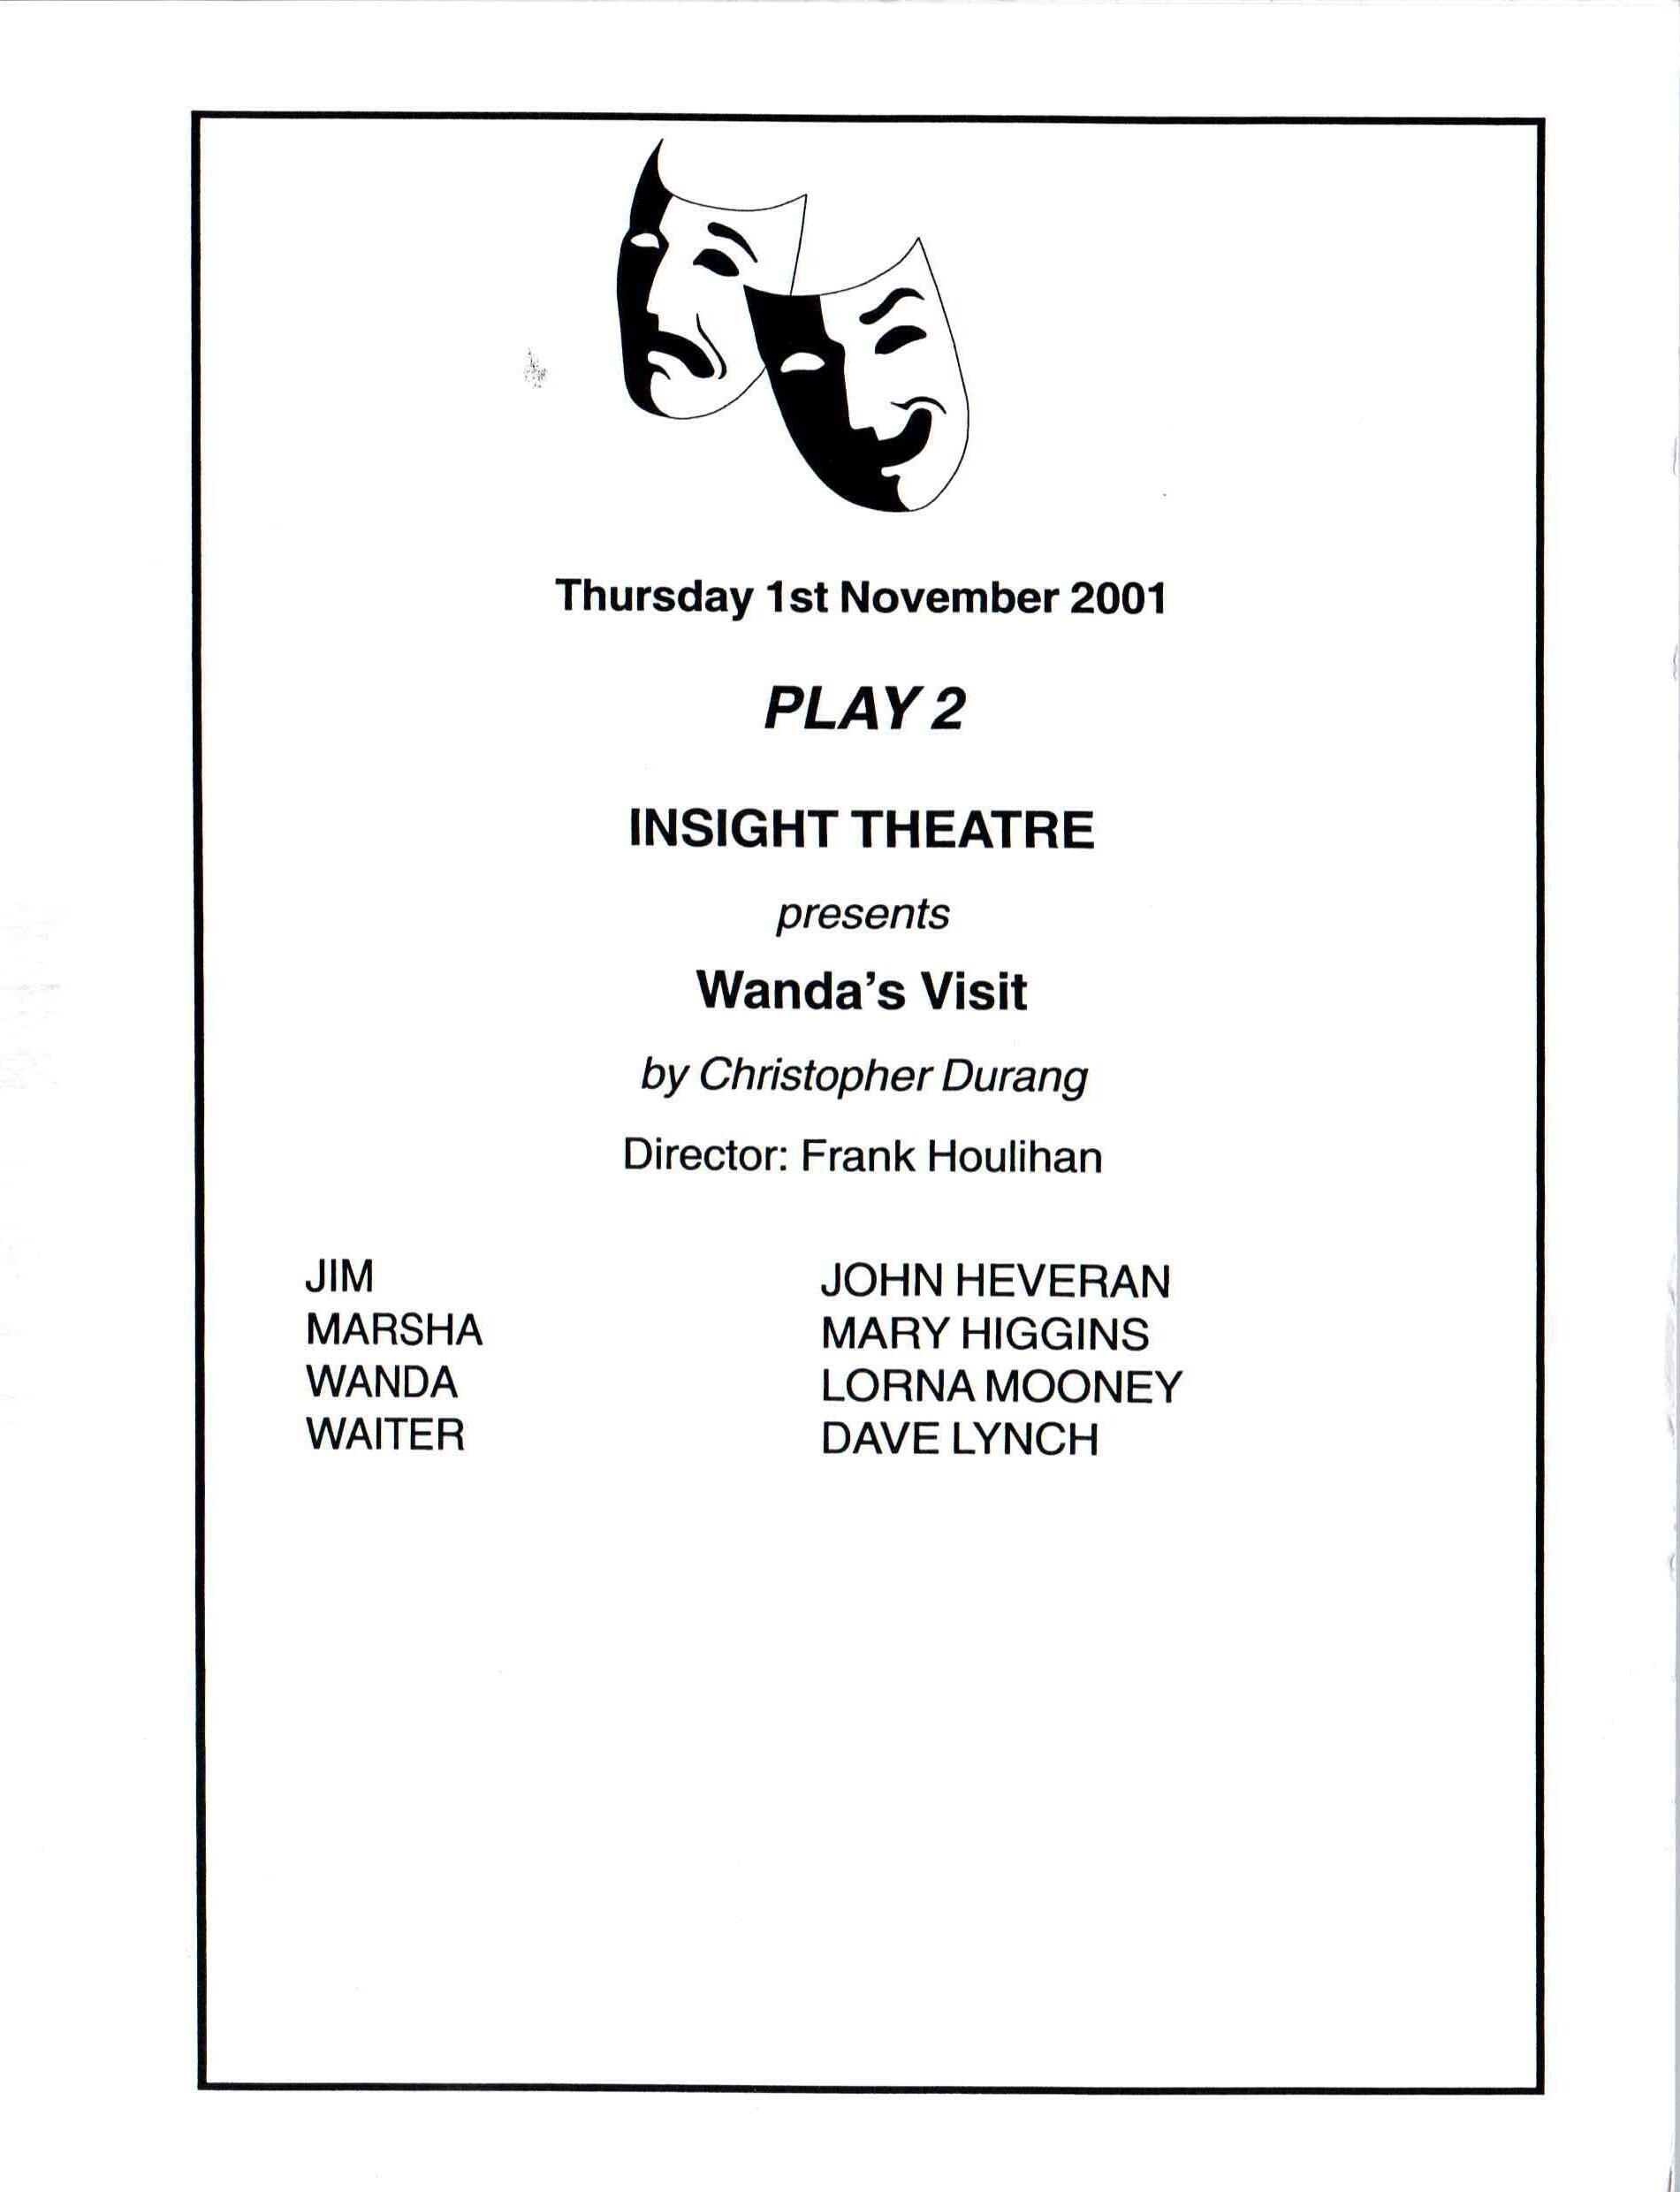 Thursday 1st November 2001
PLAY 2
INSIGHT THEATRE
presents
Wanda's Visit
by Christopher Durang
Director: Frank Houlihan
JIM JOHN HEVERAN
MARSHA MARY HIGGINS
WANDA LORNA MOONEY
WAITER DAVE LYNCH